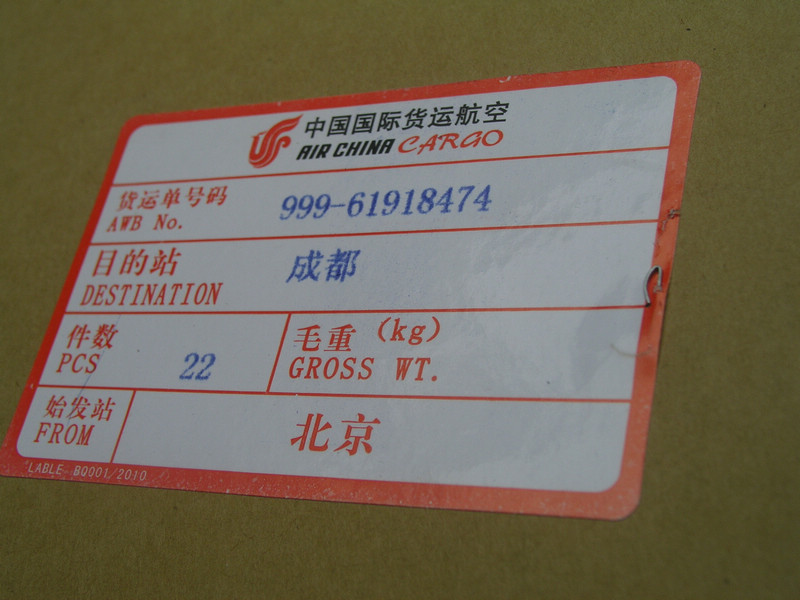 中国国际货运航空
AIR CHINA CARGO
货运单号码
AWB No.
999-61918474
目的站
DESTINATION
成都
件数
PCS
22
毛重 (kg)
GROSS WT.
始发站
FROM
北京
LABLE BQ001/2010